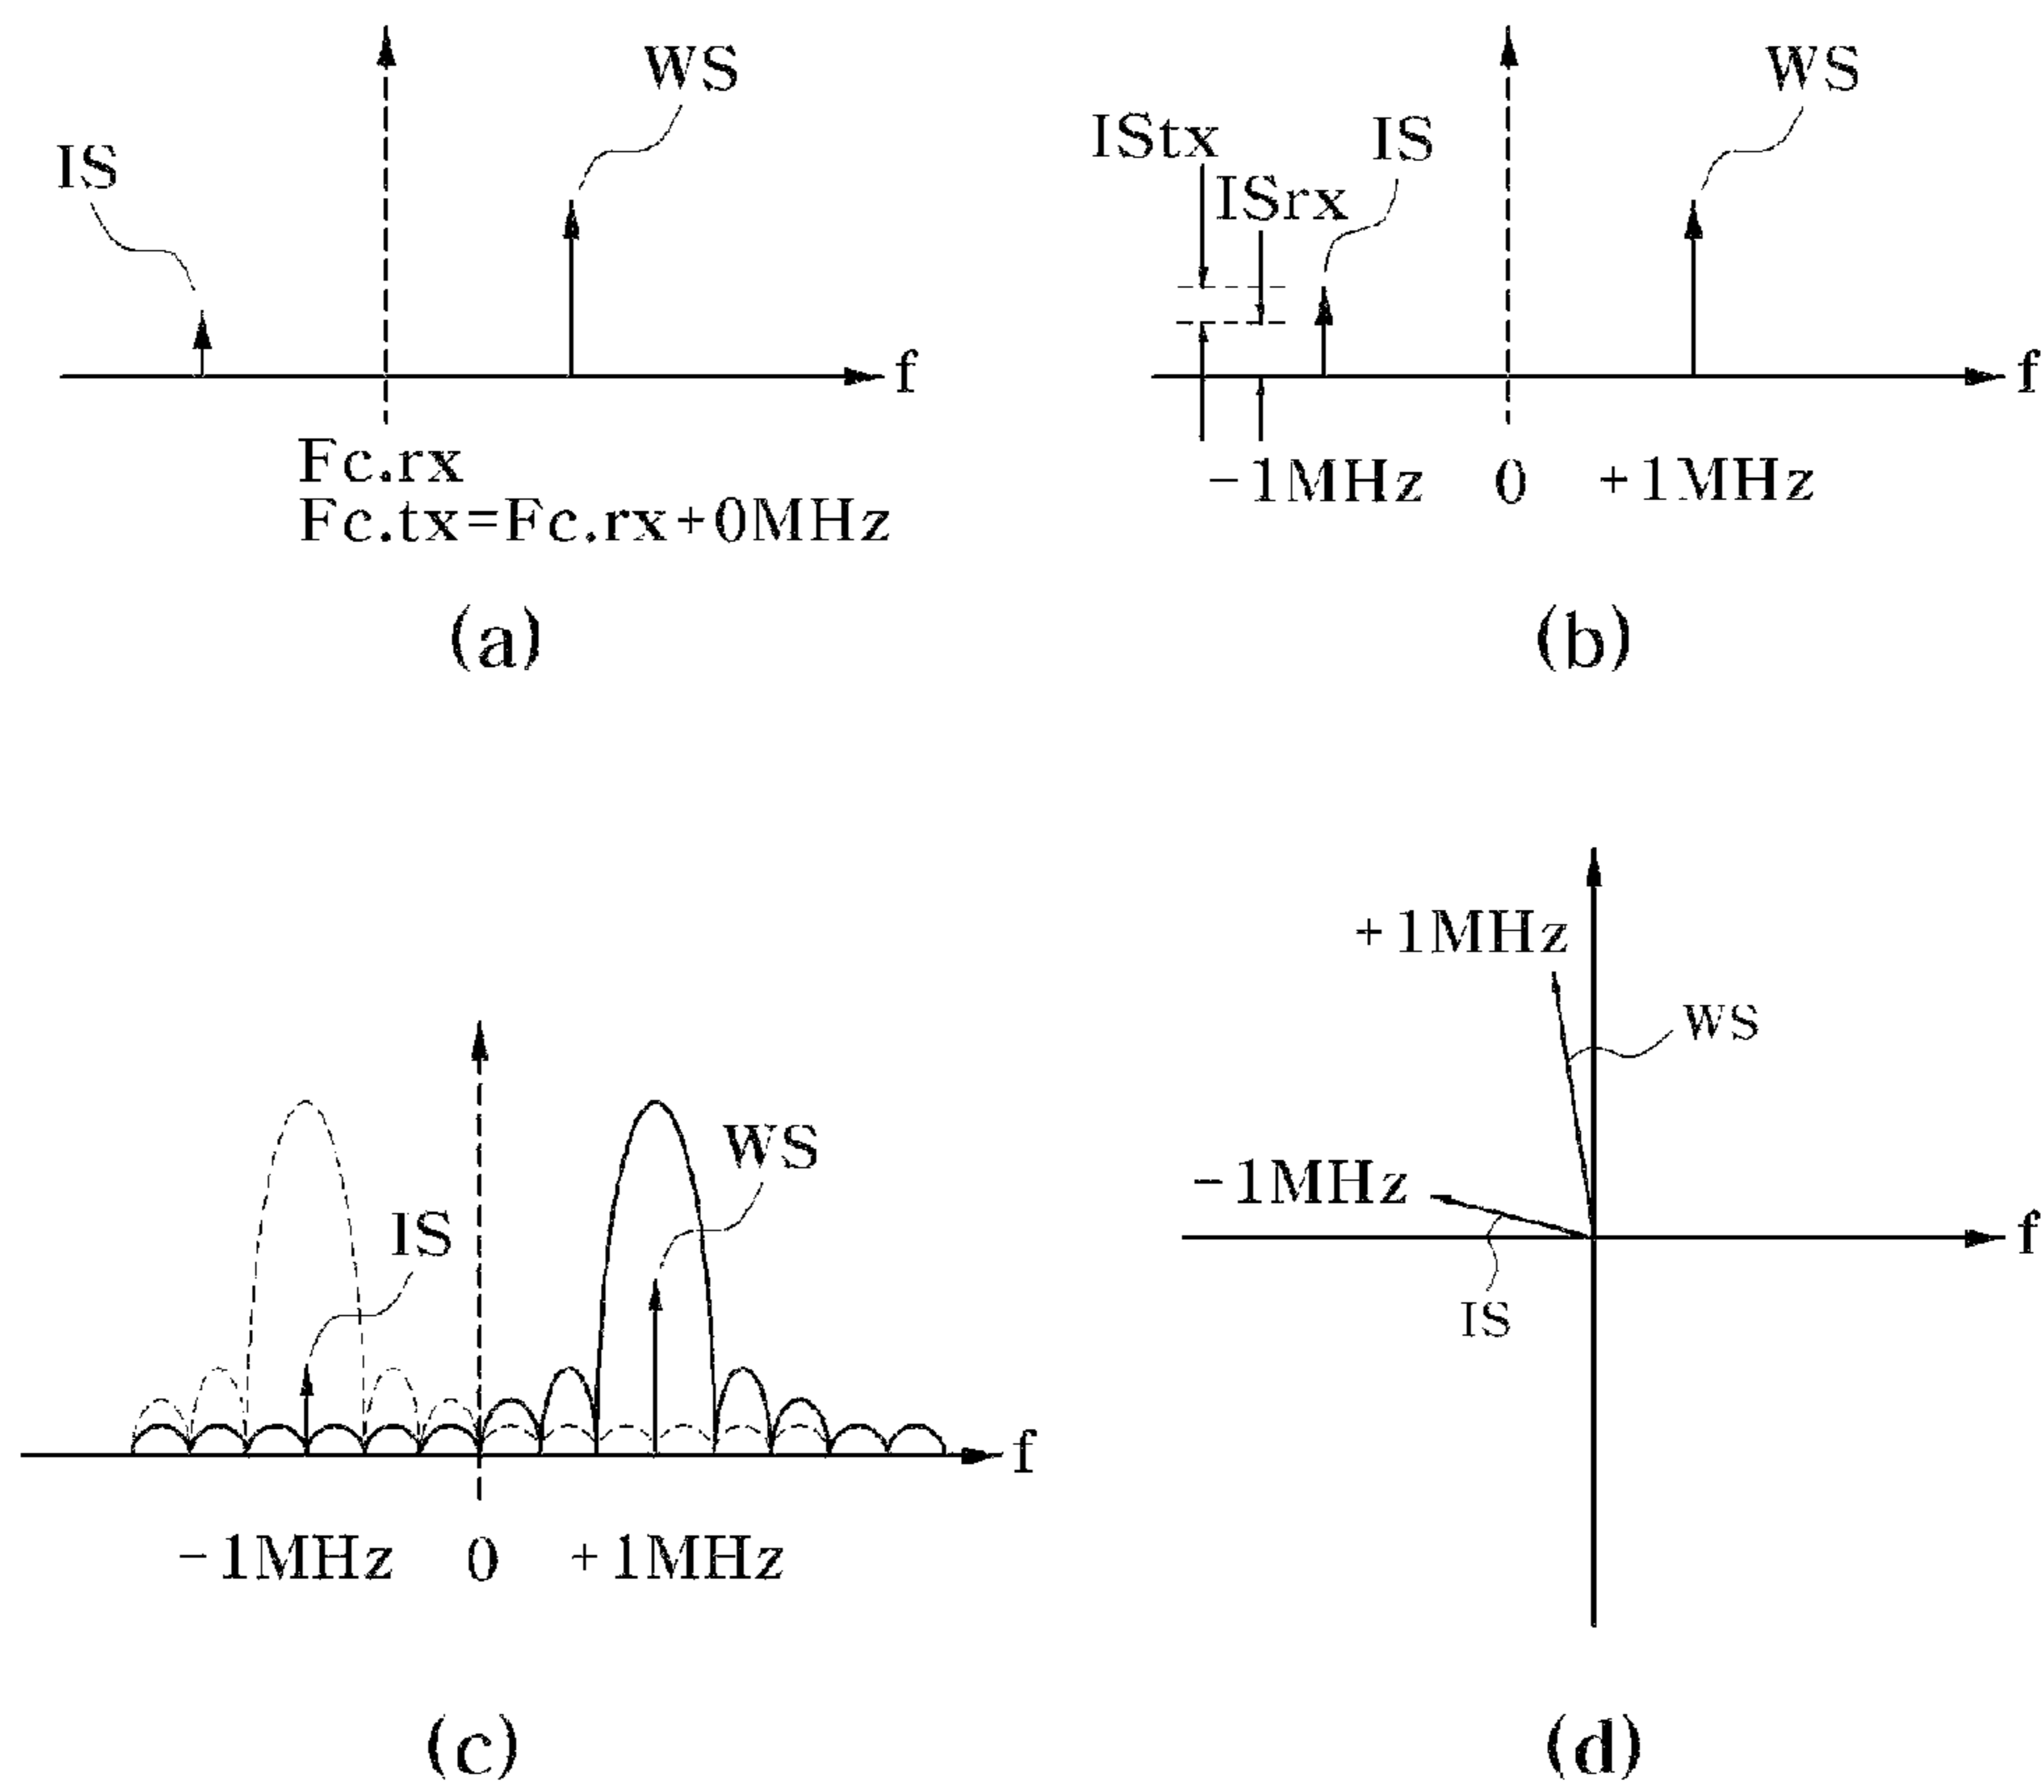 WS
IS
f
Fc.rx
Fc.tx=Fc.rx+0MHz
(a)
WS
IStx
IS
ISrx
f
-1MHz 0 +1MHz
(b)
WS
IS
f
-1MHz 0 +1MHz
(c)
+1MHz
WS
-1MHz
f
IS
(d)